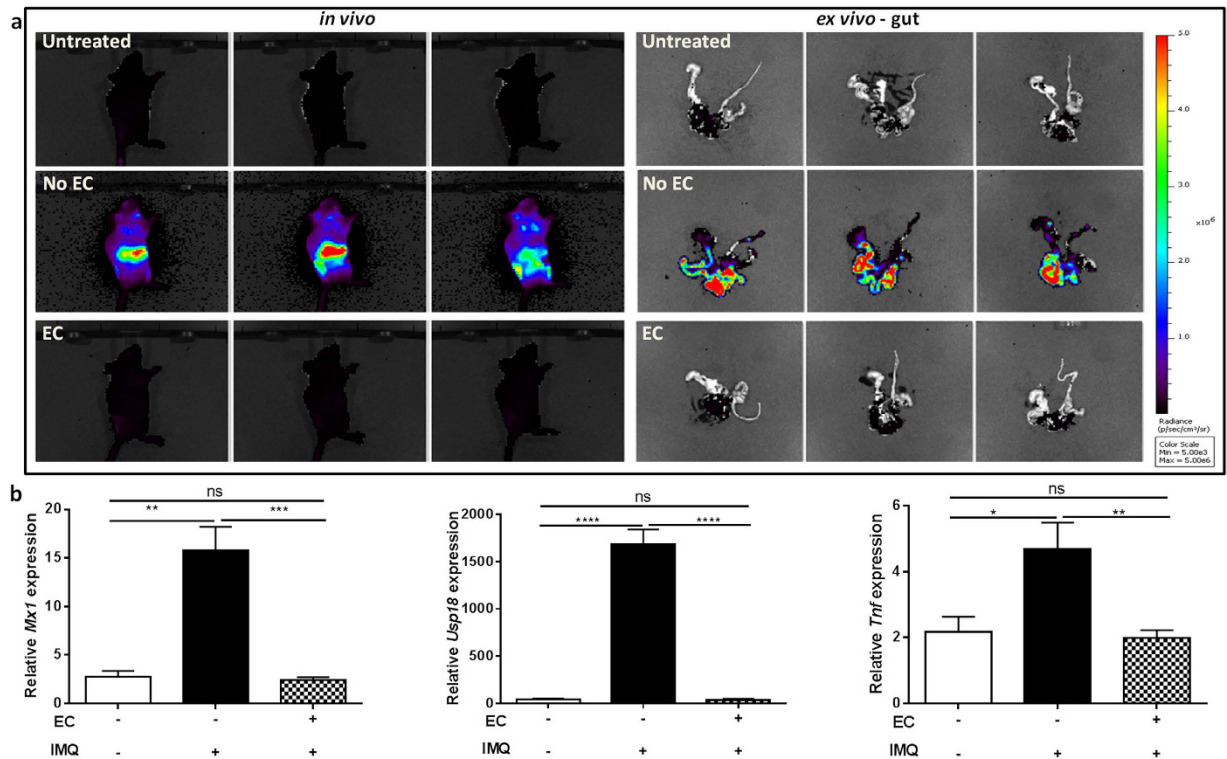 a
in vivo
ex vivo - gut
Untreated
Untreated
No EC
No EC
EC
EC
5.0
4.0
3.0
×10⁶
2.0
1.0
Radiance
(p/sec/cm²/sr)
Color Scale
Min = 5.00e3
Max = 5.00e6
b
ns
** ***
20
15
10
5
0
Relative Mx1 expression
EC - - +
IMQ - + +
ns
**** ****
2000
1500
1000
500
0
Relative Usp18 expression
EC - - +
IMQ - + +
ns
* **
6
4
2
0
Relative Tnf expression
EC - - +
IMQ - + +